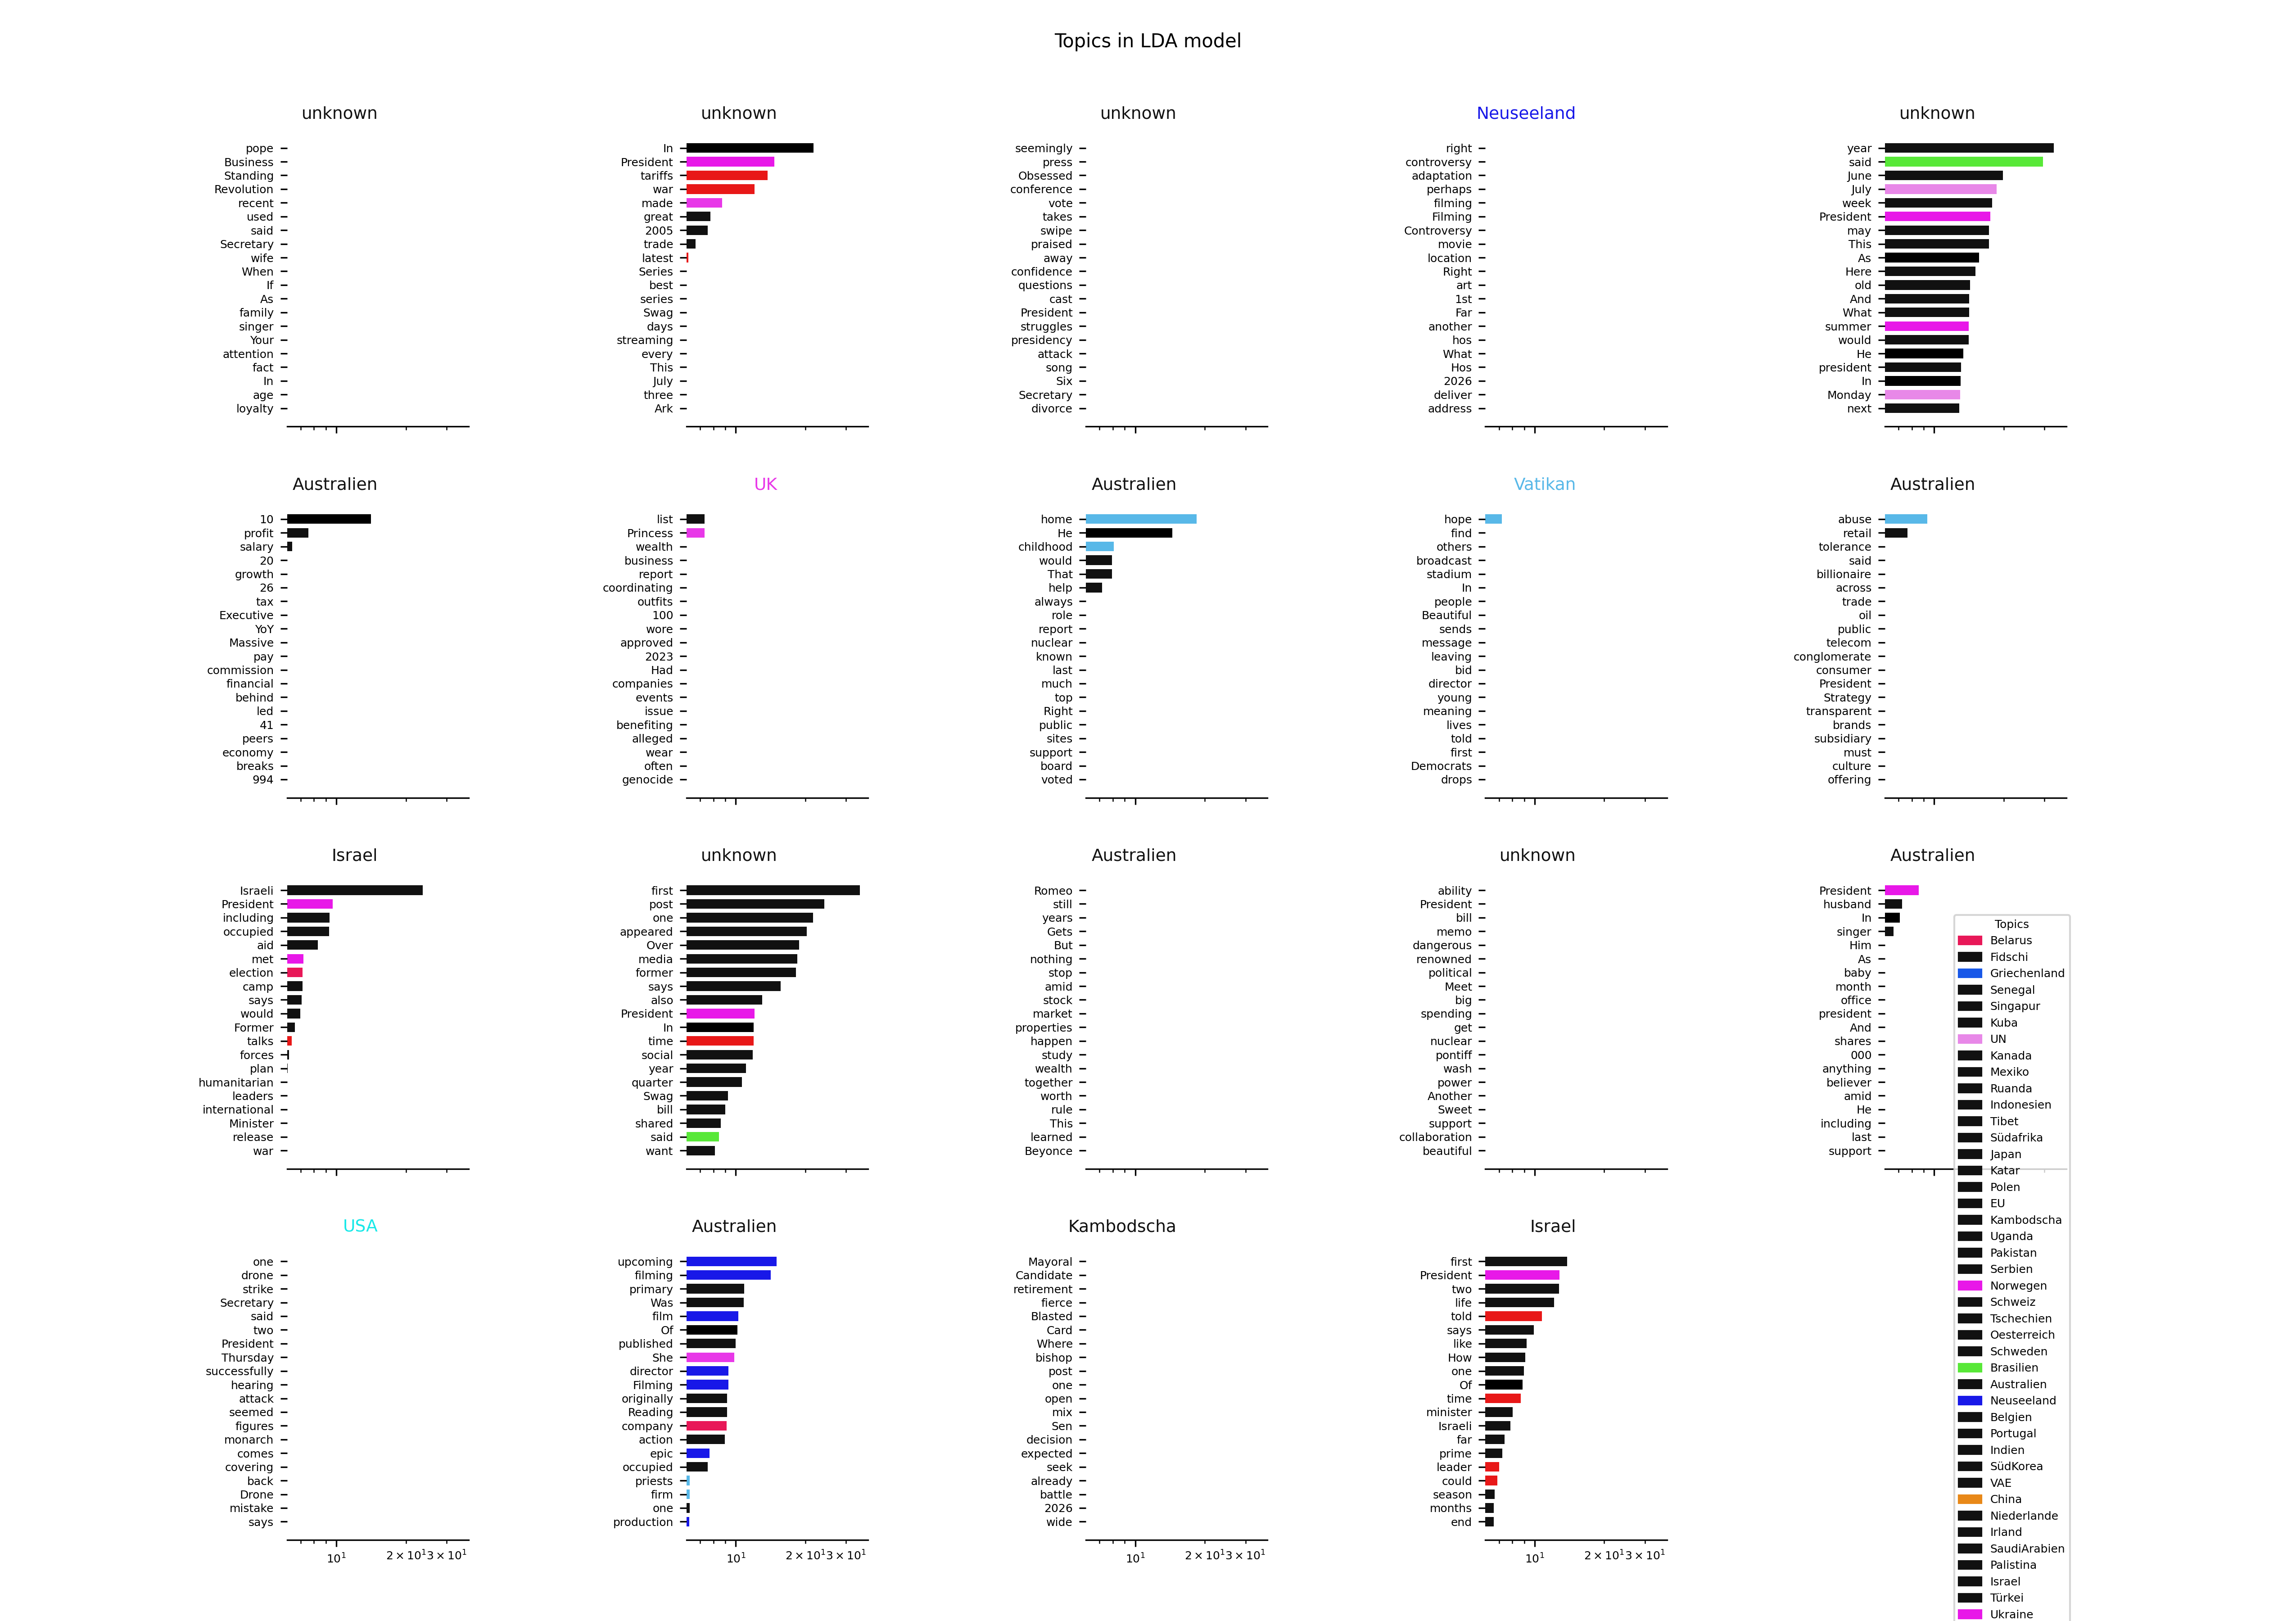 Topics in LDA model
unknown
pope
Business
Standing
Revolution
recent
used
said
Secretary
wife
When
If
As
family
singer
Your
attention
fact
In
age
loyalty
unknown
In
President
tariffs
war
made
great
2005
trade
latest
Series
best
series
Swag
days
streaming
every
This
July
three
Ark
unknown
seemingly
press
Obsessed
conference
vote
takes
swipe
praised
away
confidence
questions
cast
President
struggles
presidency
attack
song
Six
Secretary
divorce
Neuseeland
right
controversy
adaptation
perhaps
filming
Filming
Controversy
movie
location
Right
art
1st
Far
another
hos
What
Hos
2026
deliver
address
unknown
year
said
June
July
week
President
may
This
As
Here
old
And
What
summer
would
He
president
In
Monday
next
Australien
10
profit
salary
20
growth
26
tax
Executive
YoY
Massive
pay
commission
financial
behind
led
41
peers
economy
breaks
994
UK
list
Princess
wealth
business
report
coordinating
outfits
100
wore
approved
2023
Had
companies
events
issue
benefiting
alleged
wear
often
genocide
Australien
home
He
childhood
would
That
help
always
role
report
nuclear
known
last
much
top
Right
public
sites
support
board
voted
Vatikan
hope
find
others
broadcast
stadium
In
people
Beautiful
sends
message
leaving
bid
director
young
meaning
lives
told
first
Democrats
drops
Australien
abuse
retail
tolerance
said
billionaire
across
trade
oil
public
telecom
conglomerate
consumer
President
Strategy
transparent
brands
subsidiary
must
culture
offering
Israel
Israeli
President
including
occupied
aid
met
election
camp
says
would
Former
talks
forces
plan
humanitarian
leaders
international
Minister
release
war
unknown
first
post
one
appeared
Over
media
former
says
also
President
In
time
social
year
quarter
Swag
bill
shared
said
want
Australien
Romeo
still
years
Gets
But
nothing
stop
amid
stock
market
properties
happen
study
wealth
together
worth
rule
This
learned
Beyonce
unknown
ability
President
bill
memo
dangerous
renowned
political
Meet
big
spending
get
nuclear
pontiff
wash
power
Another
Sweet
support
collaboration
beautiful
Australien
President
husband
In
singer
Him
As
baby
month
office
president
And
shares
000
anything
believer
amid
He
including
last
support
USA
one
drone
strike
Secretary
said
two
President
Thursday
successfully
hearing
attack
seemed
figures
monarch
comes
covering
back
Drone
mistake
says
10¹
2×10¹
3×10¹
Australien
upcoming
filming
primary
Was
film
Of
published
She
director
Filming
originally
Reading
company
action
epic
occupied
priests
firm
one
production
10¹
2×10¹
3×10¹
Kambodscha
Mayoral
Candidate
retirement
fierce
Blasted
Card
Where
bishop
post
one
open
mix
Sen
decision
expected
seek
already
battle
2026
wide
10¹
2×10¹
3×10¹
Israel
first
President
two
life
told
says
like
How
one
Of
time
minister
Israeli
far
prime
leader
could
season
months
end
10¹
2×10¹
3×10¹
Topics
Belarus
Fidschi
Griechenland
Senegal
Singapur
Kuba
UN
Kanada
Mexiko
Ruanda
Indonesien
Tibet
Südafrika
Japan
Katar
Polen
EU
Kambodscha
Uganda
Pakistan
Serbien
Norwegen
Schweiz
Tschechien
Oesterreich
Schweden
Brasilien
Australien
Neuseeland
Belgien
Portugal
Indien
SüdKorea
VAE
China
Niederlande
Irland
SaudiArabien
Palistina
Israel
Türkei
Ukraine